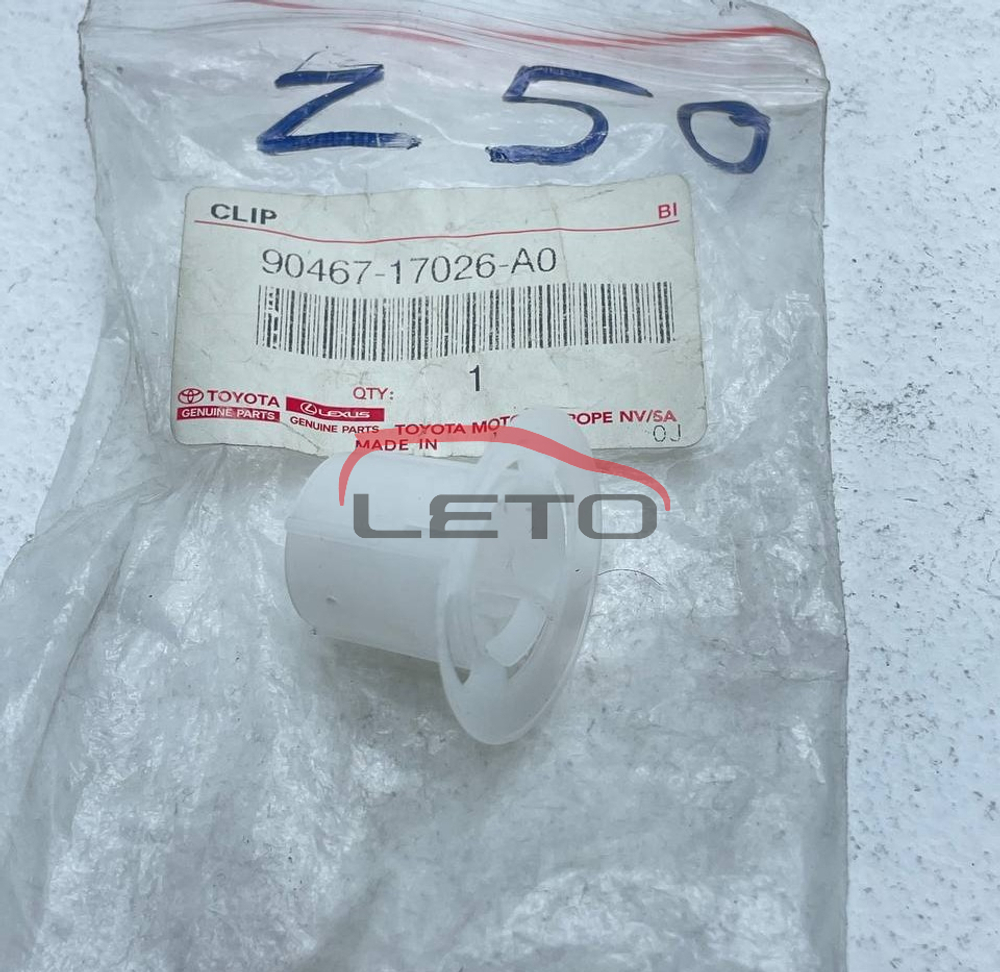 Z 50
CLIP BI
90467-17026-A0
QTY: 1
TOYOTA
GENUINE PARTS
LEXUS
GENUINE PARTS
TOYOTA MOT OPE NV/SA
MADE IN
OJ
LETO